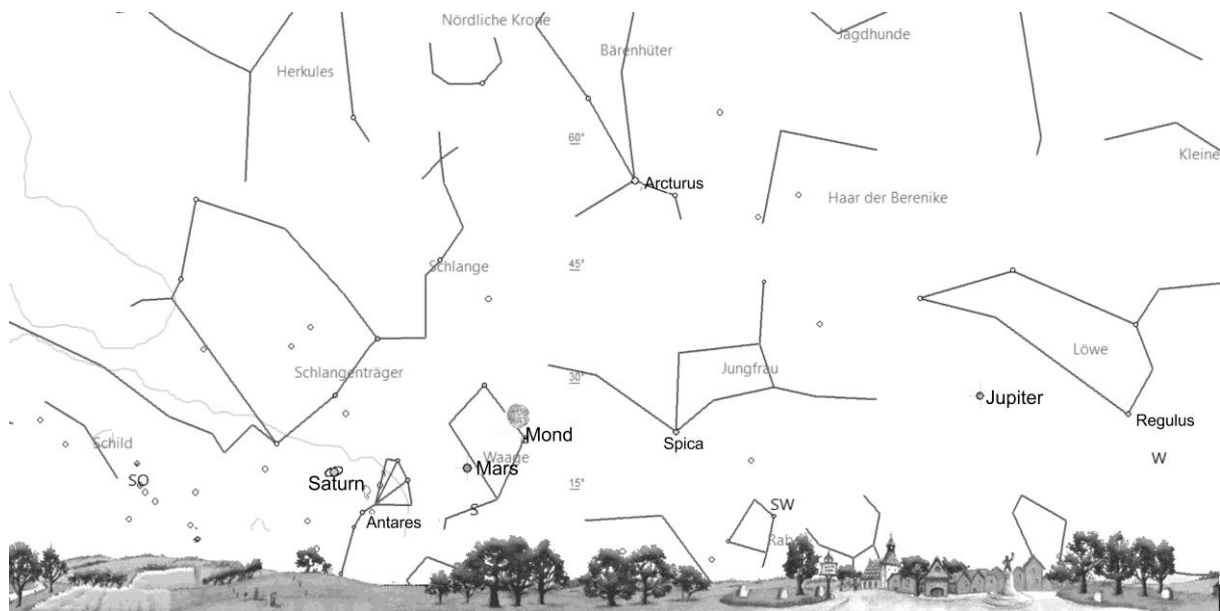 Nördliche Krone
Jagdhunde
Bärenhüter
Herkules
60°
Kleine
Arcturus
Haar der Berenike
45°
Schlange
Löwe
30°
Jungfrau
Schlangenträger
Jupiter
Regulus
Mond
Schild
Spica
Waage
W
Mars
Saturn
SO
15°
SW
S
Antares